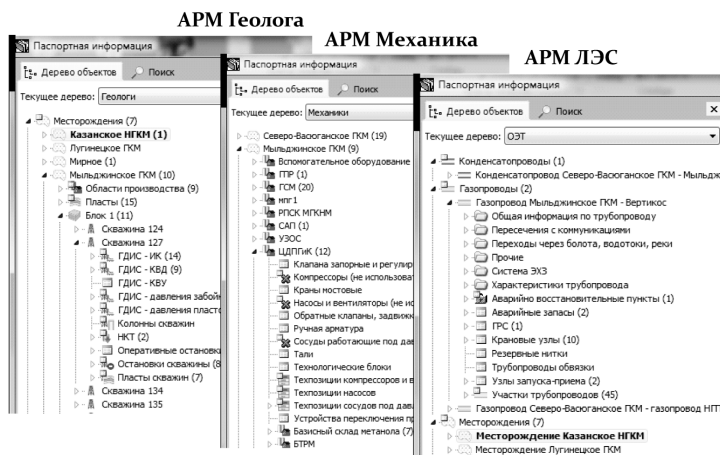 АРМ Геолога
Паспортная информация
Дерево объектов
Поиск
Текущее дерево: Геологи
Месторождения (7)
Казанское НГКМ (1)
Лугинецкое ГКМ
Мирное (1)
Мыльджинское ГКМ (10)
Области производства (9)
Пласты (15)
Блок 1 (11)
Скважина 124
Скважина 127
ГДИС - ИК (14)
ГДИС - КВД (9)
ГДИС - КВУ
ГДИС - давления забойн
ГДИС - давления пласто
Колонны скважин
НКТ (2)
Оперативные остановк
Остановки скважины (8
Пласты скважин (7)
Скважина 134
Скважина 135
АРМ Механика
Паспортная информация
Дерево объектов
Поиск
Текущее дерево: Механики
Северо-Васюганское ГКМ (19)
Мыльджинское ГКМ (9)
Вспомогательное оборудование
ГПР (1)
ГСМ (20)
мпг1
РПСК МГКНМ
САП (1)
УЗОС
ЦДПГиК (12)
Клапана запорные и регулир
Компрессоры (не использова
Краны мостовые
Насосы и вентиляторы (не ис
Обратные клапаны, задвижк
Ручная арматура
Сосуды работающие под дав
Тали
Технологические блоки
Техпозиции компрессоров и в
Техпозиции насосов
Техпозиции сосудов под давл
Устройства переключения п
Базисный склад метанола (7)
БТРМ
АРМ ЛЭС
Паспортная информация
Дерево объектов
Поиск
Текущее дерево: ОЭТ
Конденсатопроводы (1)
Конденсатопровод Северо-Васюганское ГКМ - Мыльдж
Газопроводы (2)
Газопровод Мыльджинское ГКМ - Вертикос
Общая информация по трубопроводу
Пересечения с коммуникациями
Переходы через болота, водотоки, реки
Прочие
Система ЭХЗ
Характеристики трубопровода
Аварийно восстановительные пункты (1)
Аварийные запасы (2)
ГРС (1)
Крановые узлы (10)
Резервные нитки
Трубопроводы обвязки
Узлы запуска-приема (2)
Участки трубопроводов (45)
Газопровод Северо-Васюганское ГКМ - газопровод НГП
Месторождения (7)
Месторождение Казанское НГКМ
Месторождение Лугинецкое ГКМ